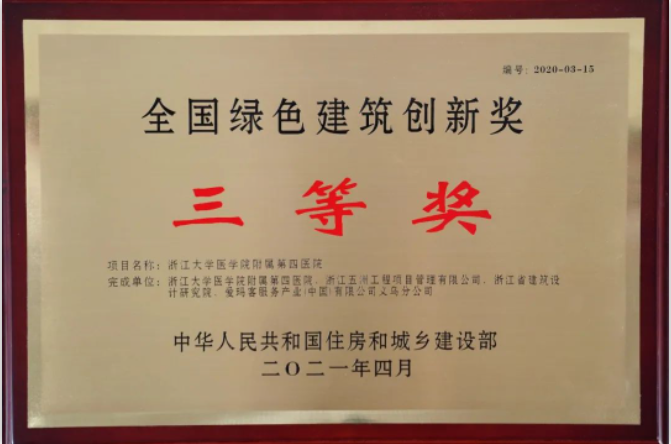 编号：2020-03-15
全国绿色建筑创新奖
三等奖
项目名称：浙江大学医学院附属第四医院
完成单位：浙江大学医学院附属第四医院、浙江五洲工程项目管理有限公司、浙江省建筑设
计研究院、爱玛客服务产业(中国)有限公司义乌分公司
中华人民共和国住房和城乡建设部
二〇二一年四月